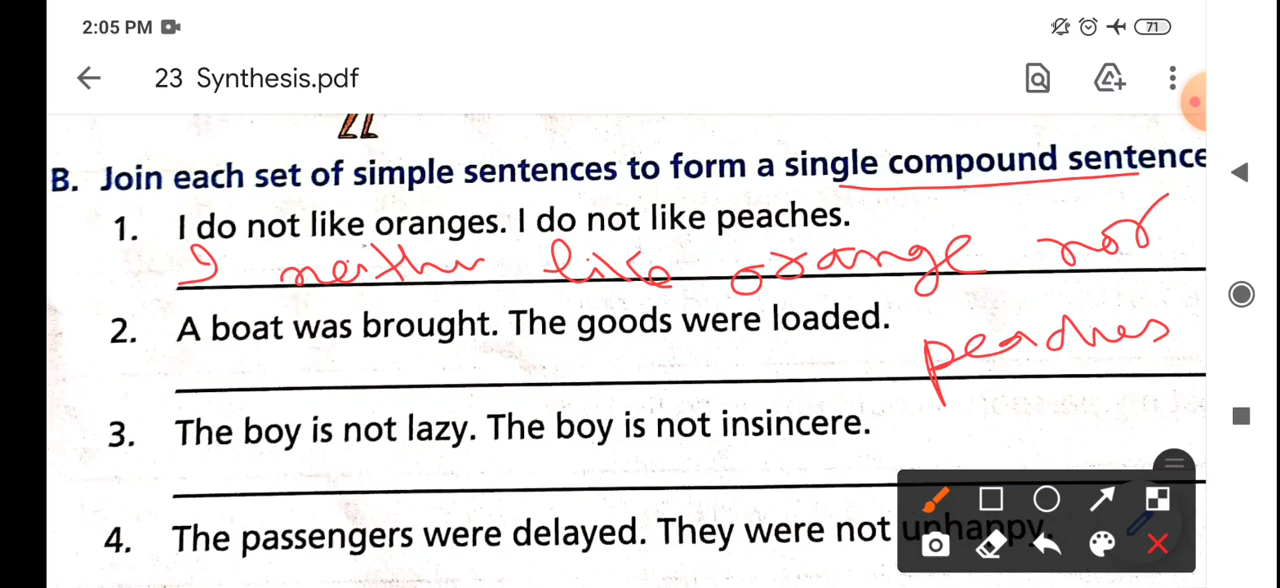 2:05 PM
71
23 Synthesis.pdf
B. Join each set of simple sentences to form a single compound sentence
1. I do not like oranges. I do not like peaches.
I neither like orange nor
peaches
2. A boat was brought. The goods were loaded.
3. The boy is not lazy. The boy is not insincere.
4. The passengers were delayed. They were not unhappy.